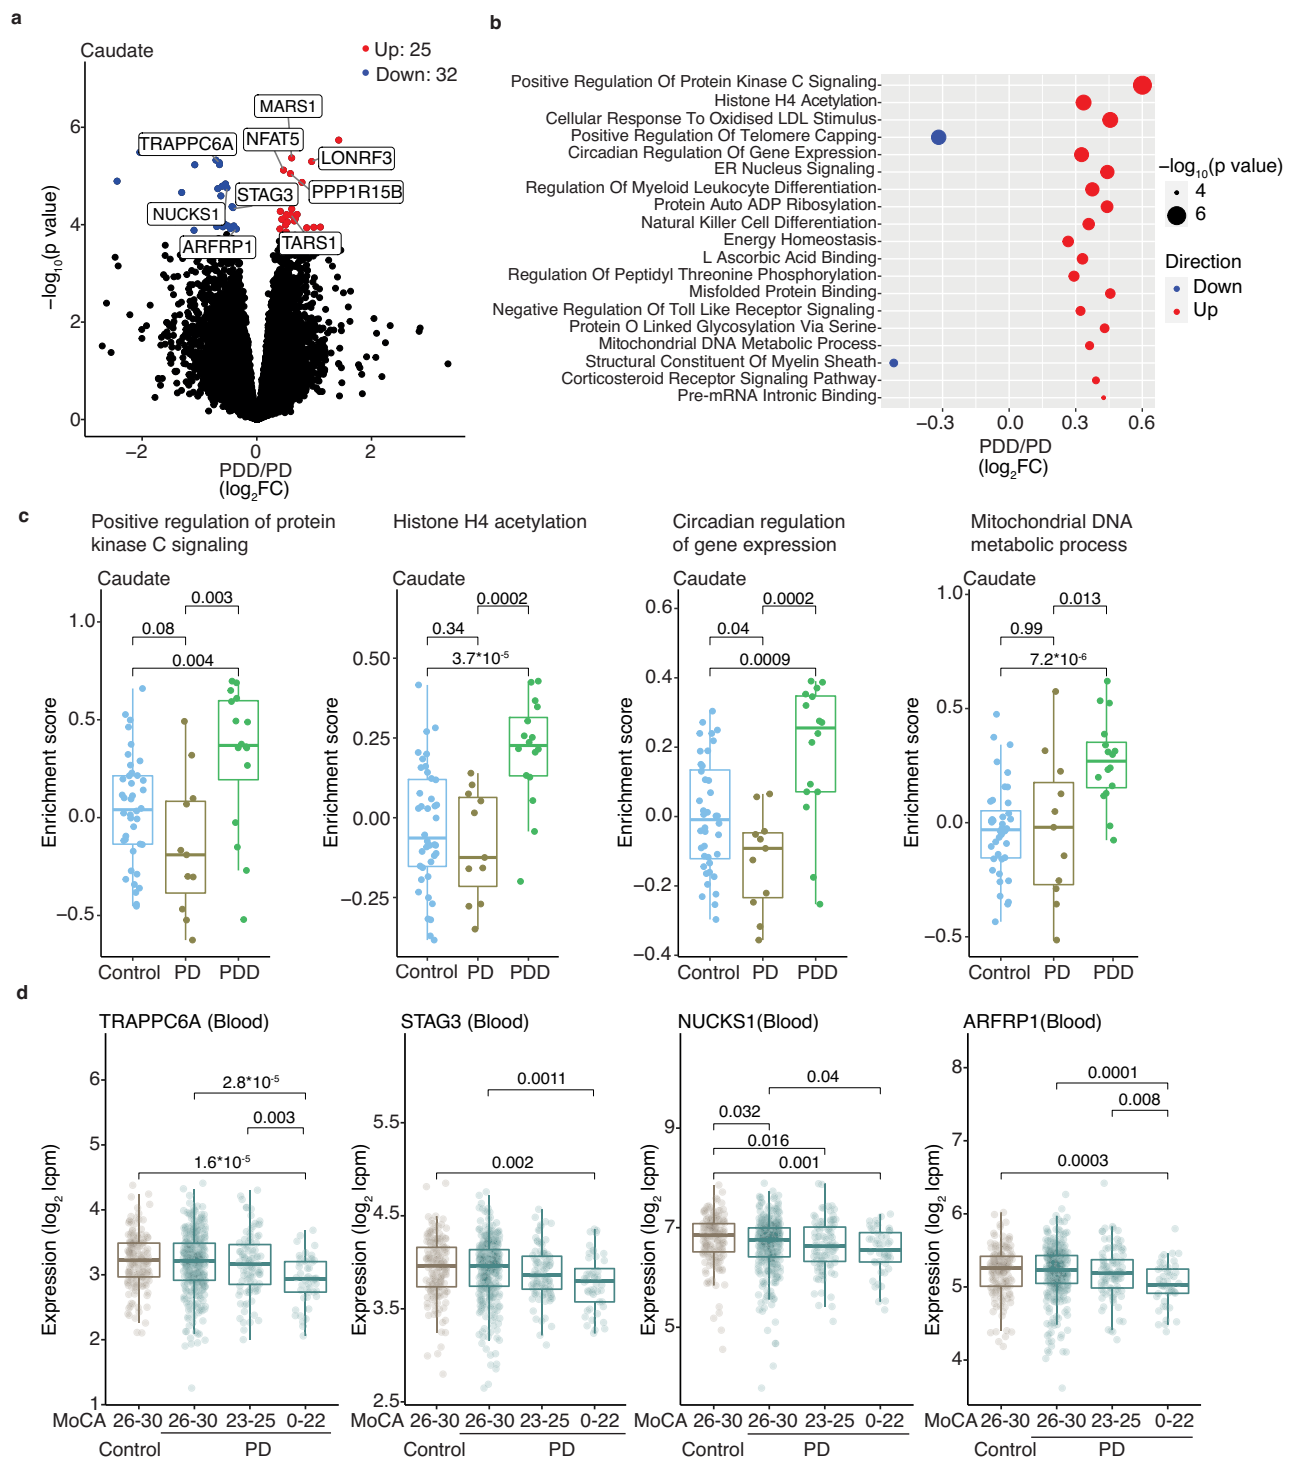 a
Caudate
Up: 25
Down: 32
MARS1
TRAPPC6A
NFAT5
LONRF3
STAG3
PPP1R15B
NUCKS1
ARFRP1
TARS1
−log10(p value)
6
4
2
0
−2
0
2
PDD/PD
(log2FC)
b
Positive Regulation Of Protein Kinase C Signaling
Histone H4 Acetylation
Cellular Response To Oxidised LDL Stimulus
Positive Regulation Of Telomere Capping
Circadian Regulation Of Gene Expression
ER Nucleus Signaling
Regulation Of Myeloid Leukocyte Differentiation
Protein Auto ADP Ribosylation
Natural Killer Cell Differentiation
Energy Homeostasis
L Ascorbic Acid Binding
Regulation Of Peptidyl Threonine Phosphorylation
Misfolded Protein Binding
Negative Regulation Of Toll Like Receptor Signaling
Protein O Linked Glycosylation Via Serine
Mitochondrial DNA Metabolic Process
Structural Constituent Of Myelin Sheath
Corticosteroid Receptor Signaling Pathway
Pre-mRNA Intronic Binding
−0.3 0.0 0.3 0.6
PDD/PD
(log2FC)
−log10(p value)
4
6
Direction
Down
Up
c
Positive regulation of protein
kinase C signaling
Caudate
0.003
0.08
0.004
Enrichment score
1.0
0.5
0.0
−0.5
Control PD PDD
Histone H4 acetylation
Caudate
0.0002
0.34
3.7*10-5
Enrichment score
0.50
0.25
0.00
−0.25
Control PD PDD
Circadian regulation
of gene expression
Caudate
0.0002
0.04
0.0009
Enrichment score
0.6
0.4
0.2
0.0
−0.2
−0.4
Control PD PDD
Mitochondrial DNA
metabolic process
Caudate
0.013
0.99
7.2*10-6
Enrichment score
1.0
0.5
0.0
−0.5
Control PD PDD
d
TRAPPC6A (Blood)
2.8*10-5
0.003
1.6*10-5
Expression (log2 lcpm)
6
5
4
3
2
1
MoCA 26-30 26-30 23-25 0-22
Control PD
STAG3 (Blood)
0.0011
0.002
Expression (log2 lcpm)
5.5
4.5
3.5
2.5
MoCA 26-30 26-30 23-25 0-22
Control PD
NUCKS1(Blood)
0.04
0.032
0.016
0.001
Expression (log2 lcpm)
9
7
5
MoCA 26-30 26-30 23-25 0-22
Control PD
ARFRP1(Blood)
0.0001
0.008
0.0003
Expression (log2 lcpm)
8
7
6
5
4
MoCA 26-30 26-30 23-25 0-22
Control PD